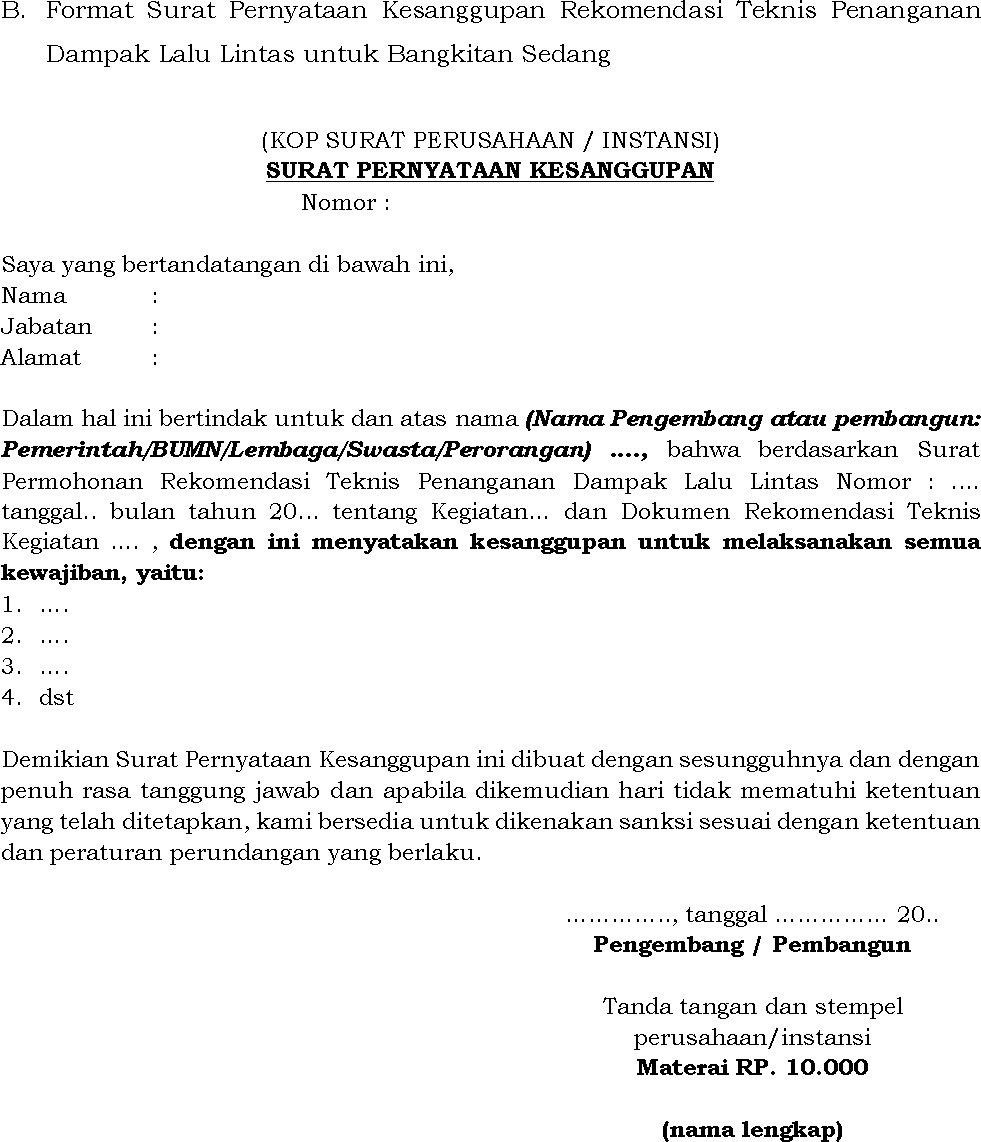 B. Format Surat Pernyataan Kesanggupan Rekomendasi Teknis Penanganan
Dampak Lalu Lintas untuk Bangkitan Sedang
(KOP SURAT PERUSAHAAN / INSTANSI)
SURAT PERNYATAAN KESANGGUPAN
Nomor :
Saya yang bertandatangan di bawah ini,
Nama :
Jabatan :
Alamat :
Dalam hal ini bertindak untuk dan atas nama (Nama Pengembang atau pembangun:
Pemerintah/BUMN/Lembaga/Swasta/Perorangan) ...., bahwa berdasarkan Surat
Permohonan Rekomendasi Teknis Penanganan Dampak Lalu Lintas Nomor : ....
tanggal.. bulan tahun 20... tentang Kegiatan... dan Dokumen Rekomendasi Teknis
Kegiatan .... , dengan ini menyatakan kesanggupan untuk melaksanakan semua
kewajiban, yaitu:
1. ....
2. ....
3. ....
4. dst
Demikian Surat Pernyataan Kesanggupan ini dibuat dengan sesungguhnya dan dengan
penuh rasa tanggung jawab dan apabila dikemudian hari tidak mematuhi ketentuan
yang telah ditetapkan, kami bersedia untuk dikenakan sanksi sesuai dengan ketentuan
dan peraturan perundangan yang berlaku.
.............., tanggal ............... 20..
Pengembang / Pembangun
Tanda tangan dan stempel
perusahaan/instansi
Materai RP. 10.000
(nama lengkap)